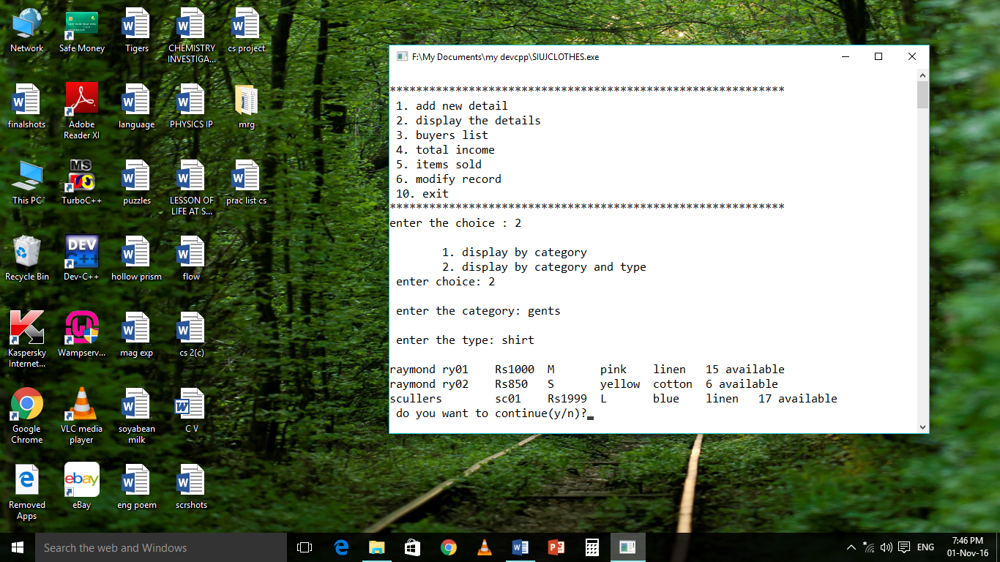 Network
Safe Money
Tigers
CHEMISTRY
INVESTIGA...
cs project
finalshots
Adobe
Reader XI
language
PHYSICS IP
mrg
This PC
MS
TurboC++
puzzles
LESSON OF
LIFE AT S...
prac list cs
Recycle Bin
DEV
C++
Dev-C++
hollow prism
flow
Kaspersky
Internet...
Wampserv...
mag exp
cs 2(c)
Google
Chrome
VLC media
player
soyabean
milk
C V
Removed
Apps
ebay
eBay
eng poem
scrshots
F:\My Documents\my devcpp\SIUJCLOTHES.exe
************************************************************
1. add new detail
2. display the details
3. buyers list
4. total income
5. items sold
6. modify record
10. exit
************************************************************
enter the choice : 2
1. display by category
2. display by category and type
enter choice: 2
enter the category: gents
enter the type: shirt
raymond ry01    Rs1000  M       pink    linen   15 available
raymond ry02    Rs850   S       yellow  cotton  6 available
scullers        sc01    Rs1999  L       blue    linen   17 available
do you want to continue(y/n)?
Search the web and Windows
ENG
7:46 PM
01-Nov-16